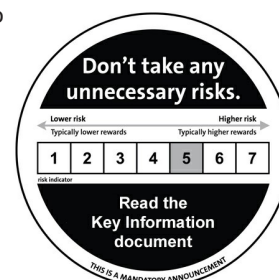 Don't take any
unnecessary risks.
Lower risk Higher risk
Typically lower rewards Typically higher rewards
1 2 3 4 5 6 7
risk indicator
Read the
Key Information
document
THIS IS A MANDATORY ANNOUNCEMENT